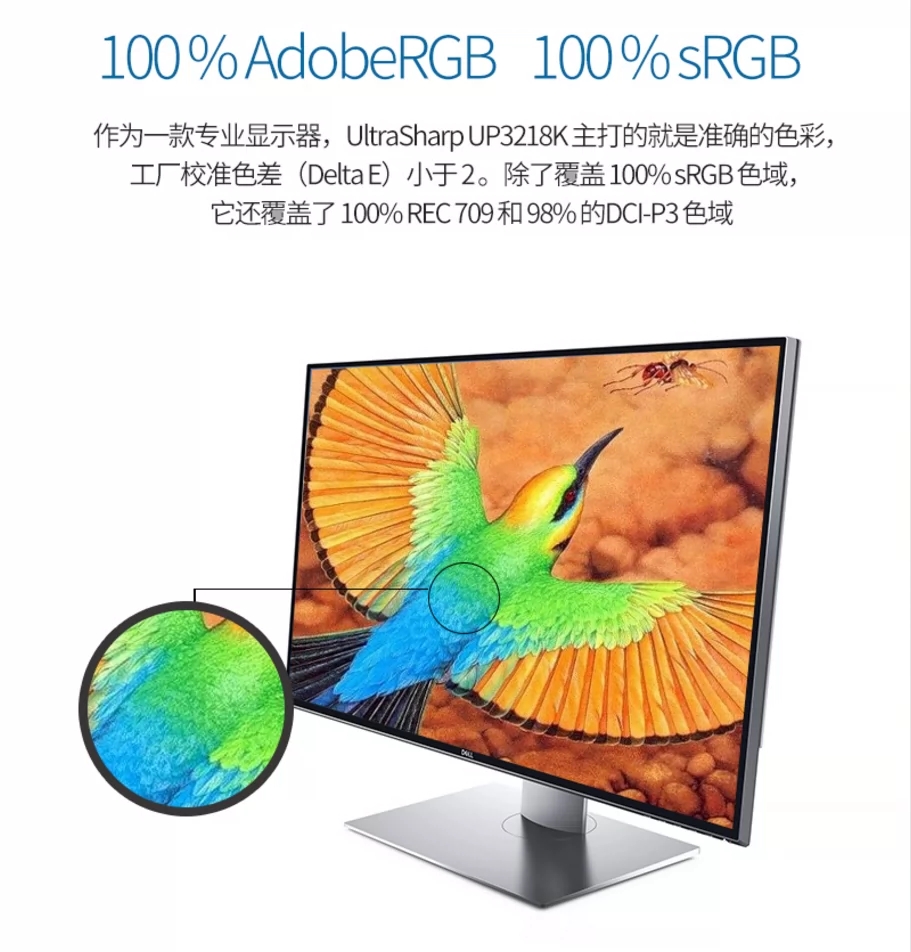 100% AdobeRGB 100% sRGB
作为一款专业显示器，UltraSharp UP3218K 主打的就是准确的色彩，
工厂校准色差（Delta E）小于 2 。除了覆盖 100% sRGB 色域，
它还覆盖了 100% REC 709 和 98% 的DCI-P3 色域
DELL